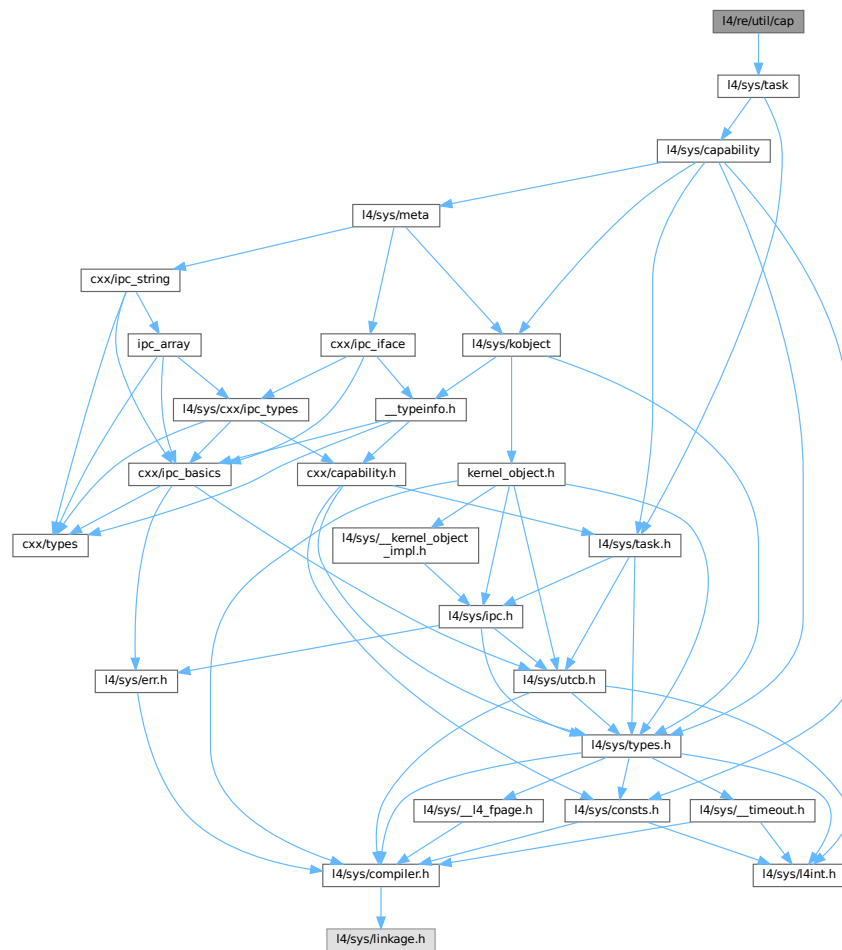 l4/re/util/cap
l4/sys/task
l4/sys/capability
l4/sys/meta
cxx/ipc_string
ipc_array
cxx/ipc_iface
l4/sys/kobject
l4/sys/cxx/ipc_types
__typeinfo.h
cxx/ipc_basics
cxx/capability.h
kernel_object.h
cxx/types
l4/sys/__kernel_object
_impl.h
l4/sys/task.h
l4/sys/ipc.h
l4/sys/err.h
l4/sys/utcb.h
l4/sys/types.h
l4/sys/__l4_fpage.h
l4/sys/consts.h
l4/sys/__timeout.h
l4/sys/compiler.h
l4/sys/l4int.h
l4/sys/linkage.h